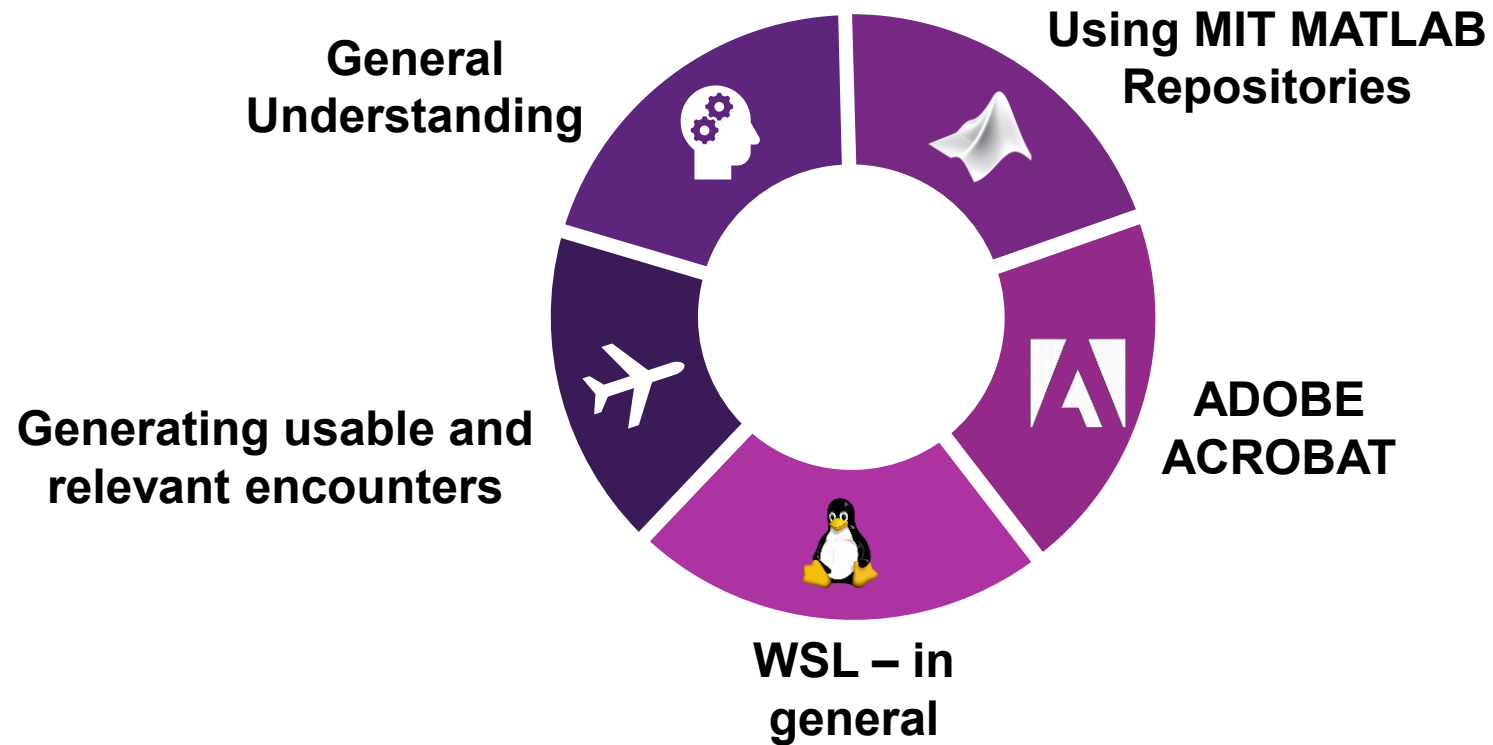 General
Understanding
Using MIT MATLAB
Repositories
Generating usable and
relevant encounters
ADOBE
ACROBAT
WSL – in
general